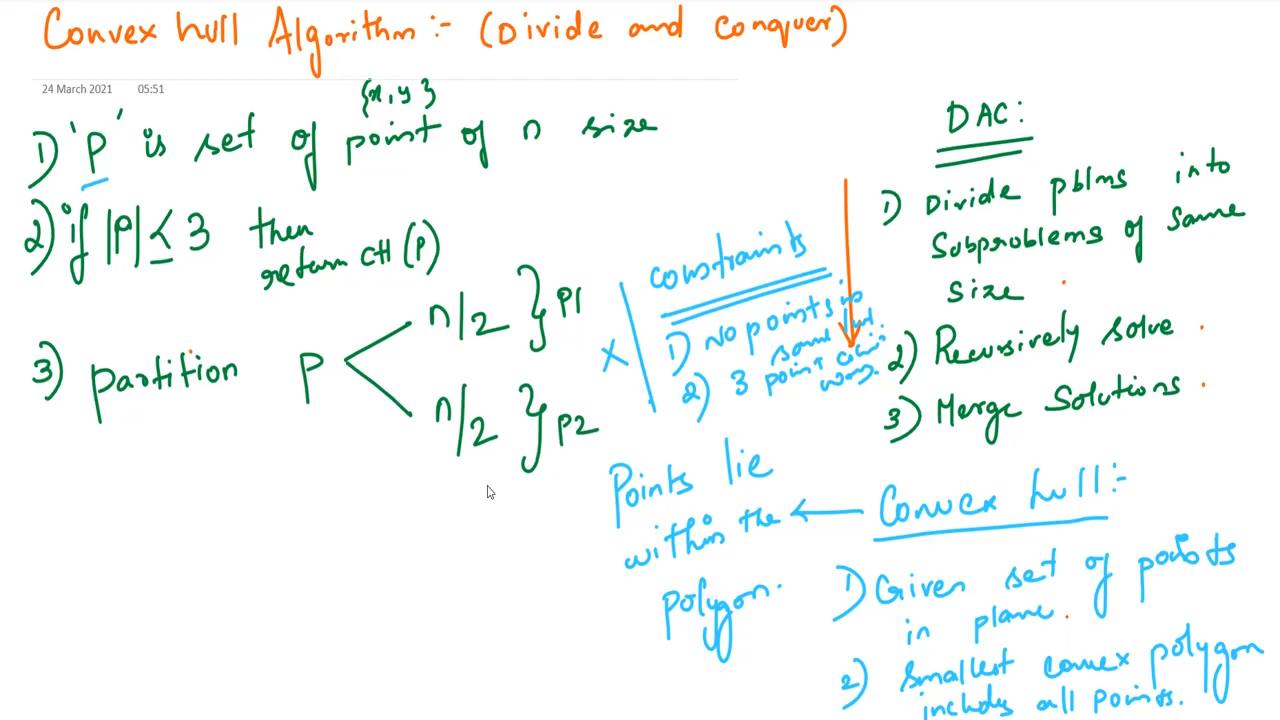 Convex hull Algorithm :- (Divide and conquer)
24 March 2021 05:51
{x, y}
1) 'P' is set of point of n size
2) if |P| ≤ 3 then
return CH (P)
3) partition P
n/2 } P1
n/2 } P2
X
constraints
1) No points in
same
2) 3 point
DAC:
1) Divide pblms into
Subproblems of same
size
2) Recursively solve.
3) Merge Solutions.
Convex hull:-
Points lie
within the
polygon.
1) Given set of points
in plane.
2) smallest convex polygon
includes all points.